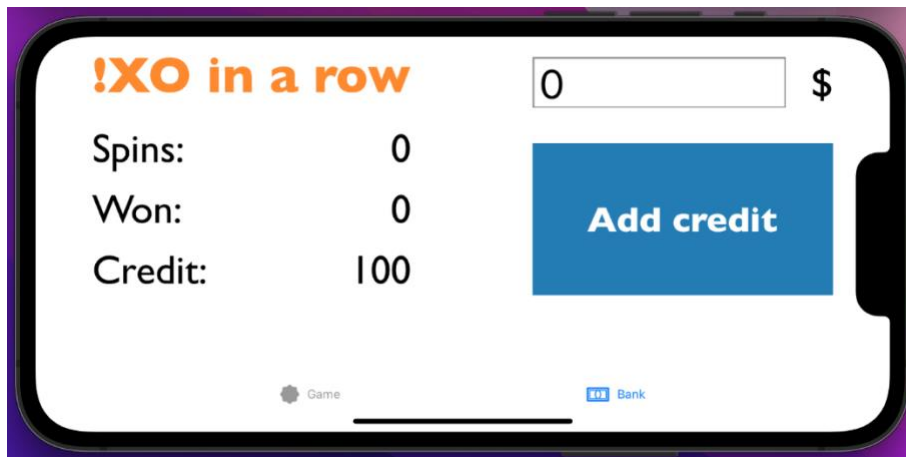 !XO in a row
Spins: 0
Won: 0
Credit: 100
0 $
Add credit
Game
Bank